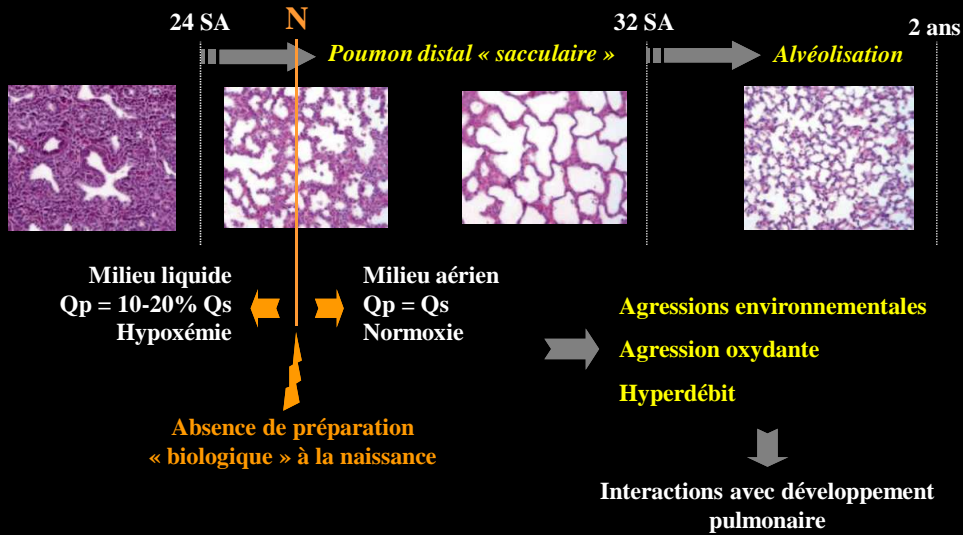 24 SA
N
32 SA
2 ans
Poumon distal « sacculaire »
Alvéolisation
Milieu liquide
Qp = 10-20% Qs
Hypoxémie
Milieu aérien
Qp = Qs
Normoxie
Agressions environmentales
Agression oxydante
Hyperdébit
Absence de préparation
« biologique » à la naissance
Interactions avec développement
pulmonaire